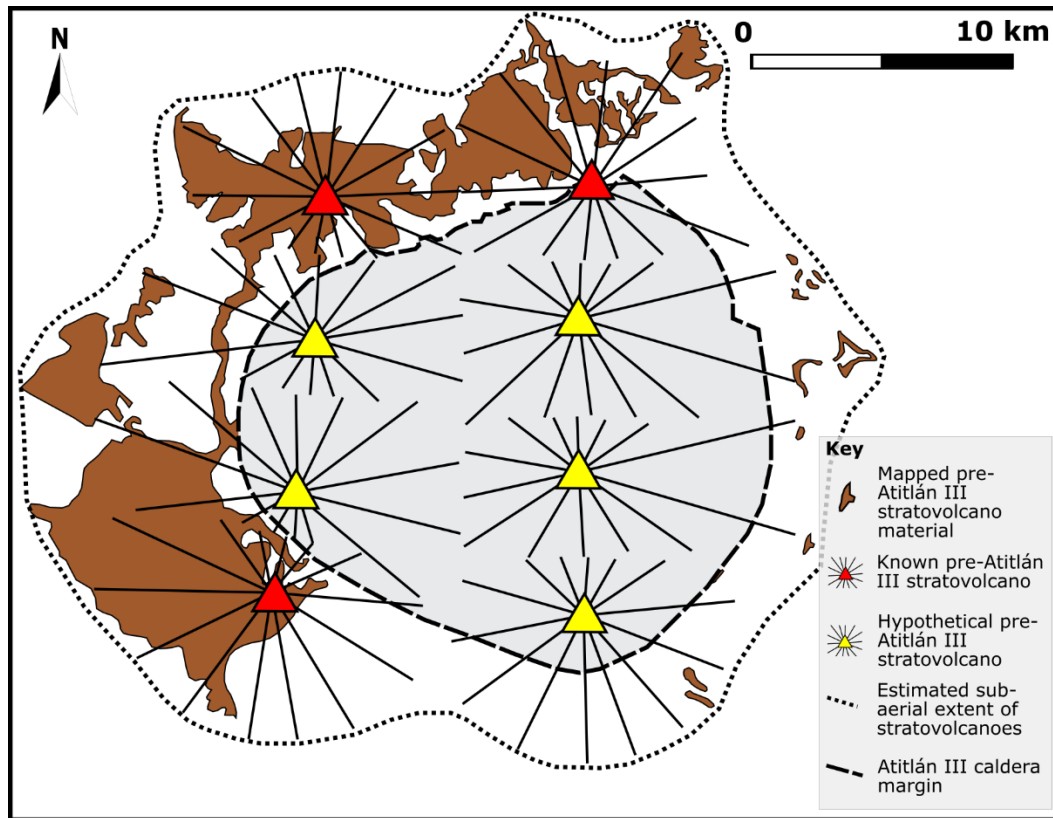 N
0 10 km
Key
Mapped pre-
Atitlán III
stratovolcano
material
Known pre-Atitlán
III stratovolcano
Hypothetical pre-
Atitlán III
stratovolcano
Estimated sub-
aerial extent of
stratovolcanoes
Atitlán III caldera
margin